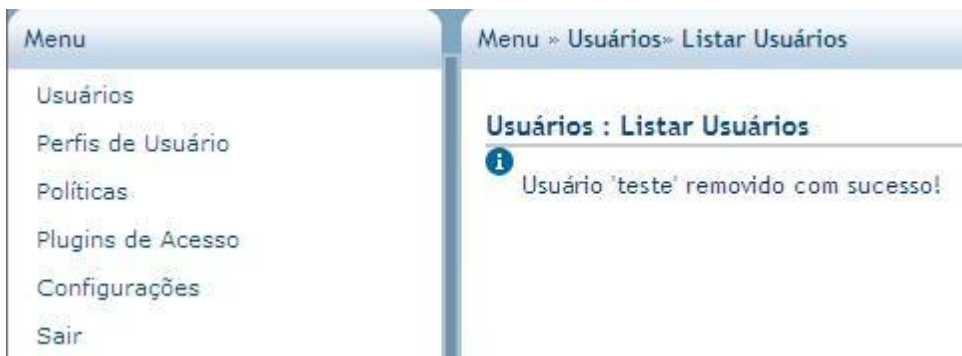 Menu
Usuários
Perfis de Usuário
Políticas
Plugins de Acesso
Configurações
Sair
Menu » Usuários» Listar Usuários
Usuários : Listar Usuários
Usuário 'teste' removido com sucesso!